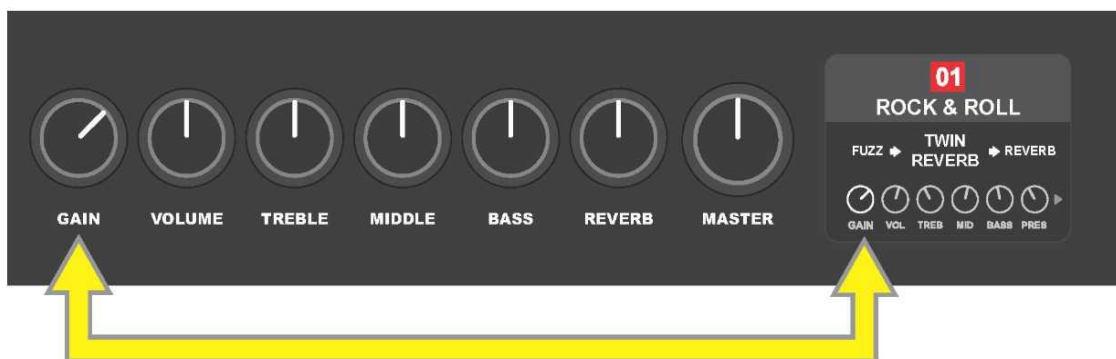 GAIN VOLUME TREBLE MIDDLE BASS REVERB MASTER
01
ROCK & ROLL
FUZZ TWIN REVERB REVERB
GAIN VOL TREB MID BASS PRES